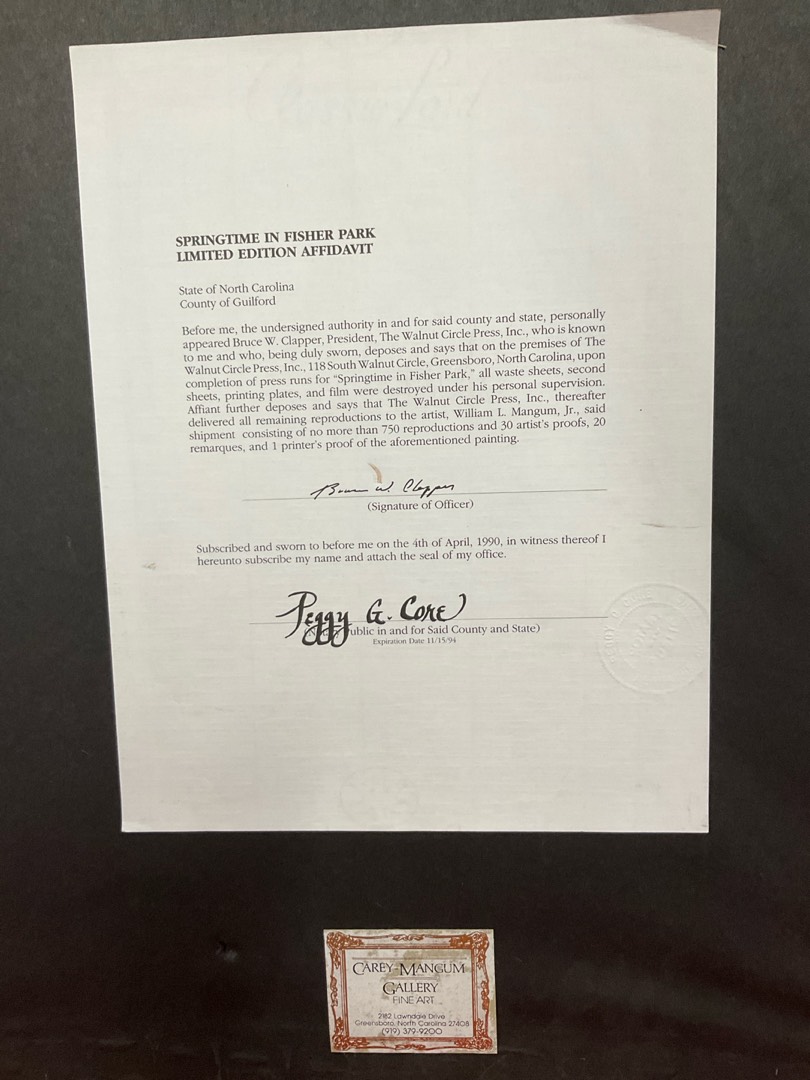 SPRINGTIME IN FISHER PARK
LIMITED EDITION AFFIDAVIT
State of North Carolina
County of Guilford
Before me, the undersigned authority in and for said county and state, personally
appeared Bruce W. Clapper, President, The Walnut Circle Press, Inc., who is known
to me and who, being duly sworn, deposes and says that on the premises of The
Walnut Circle Press, Inc., 118 South Walnut Circle, Greensboro, North Carolina, upon
completion of press runs for “Springtime in Fisher Park,” all waste sheets, second
sheets, printing plates, and film were destroyed under his personal supervision.
Affiant further deposes and says that The Walnut Circle Press, Inc., thereafter
delivered all remaining reproductions to the artist, William L. Mangum, Jr., said
shipment consisting of no more than 750 reproductions and 30 artist's proofs, 20
remarques, and 1 printer's proof of the aforementioned painting.
Bruce W. Clapper
(Signature of Officer)
Subscribed and sworn to before me on the 4th of April, 1990, in witness thereof I
hereunto subscribe my name and attach the seal of my office.
Peggy G. Cone
Public in and for Said County and State)
Expiration Date 11/15/94
CAREY-MANGUM
GALLERY
FINE ART
2182 Lawndale Drive
Greensboro, North Carolina 27408
(919) 379-9200